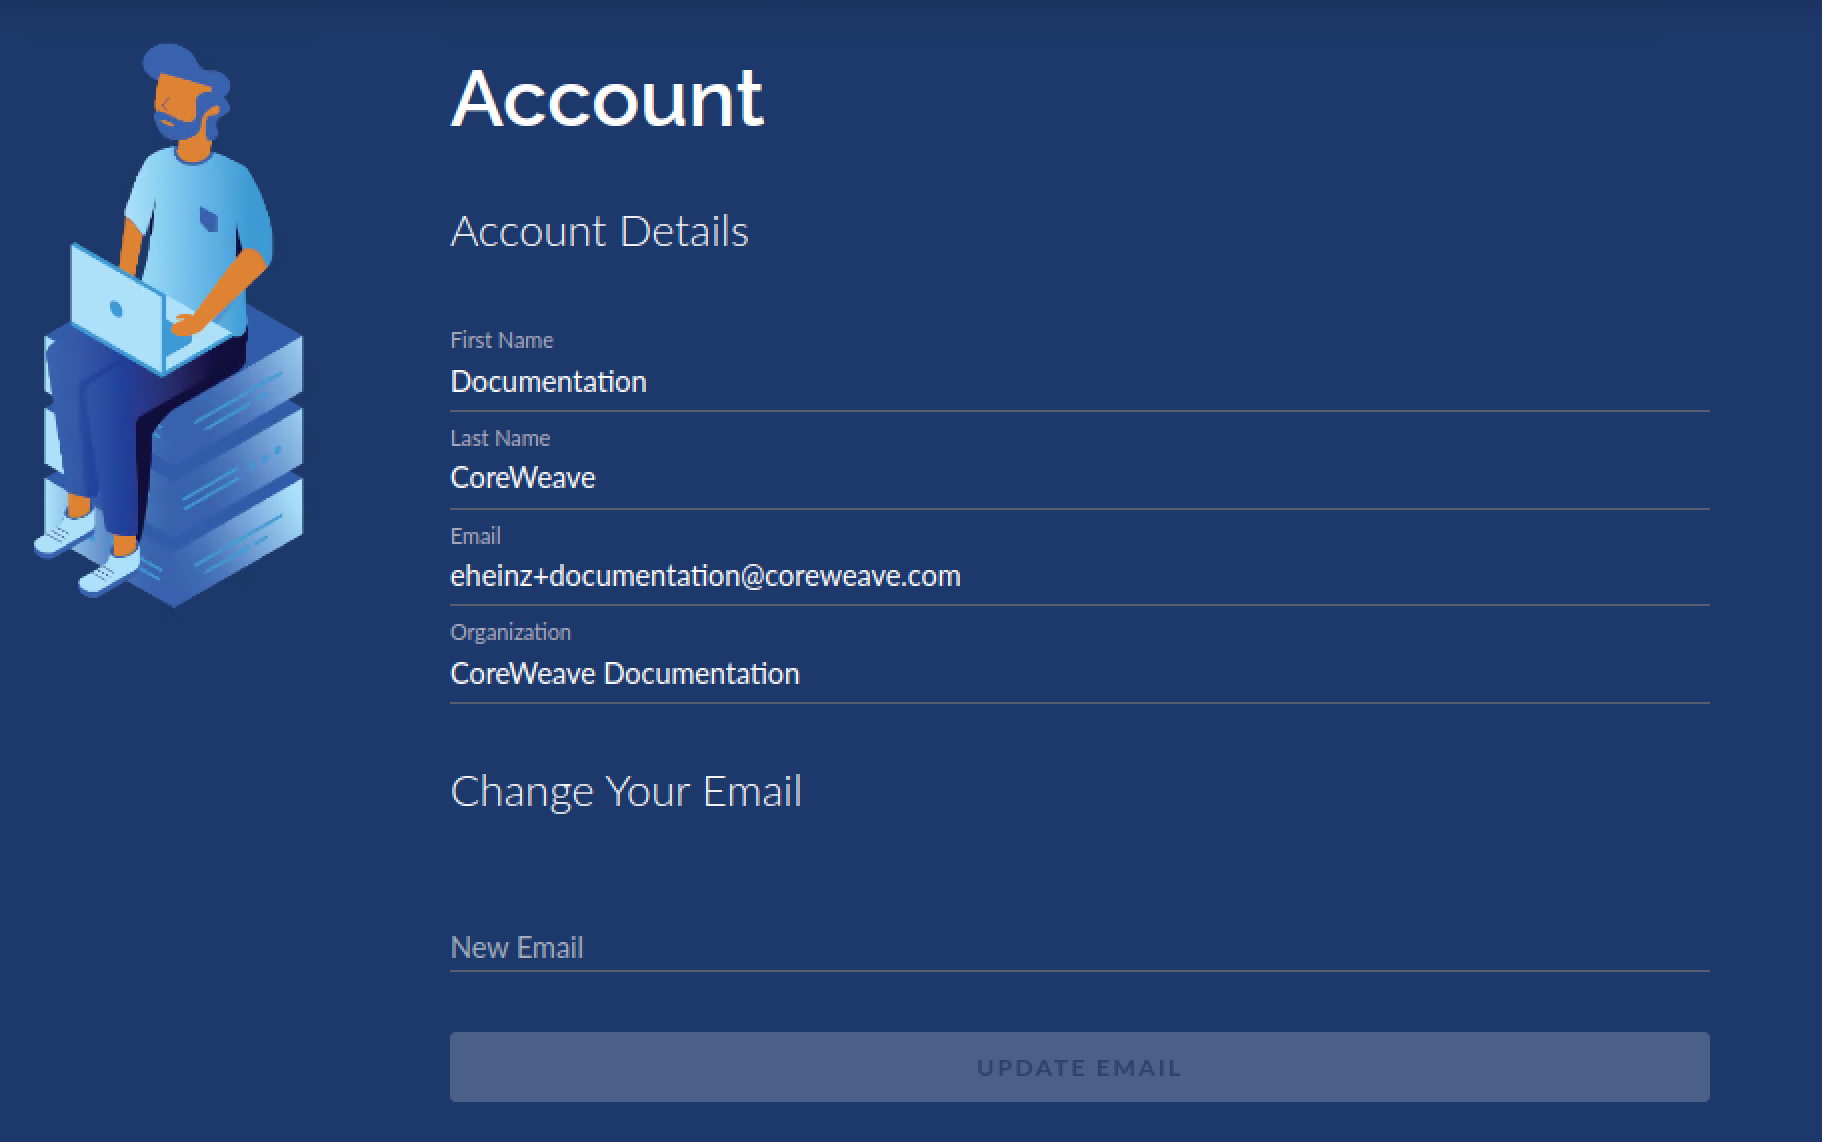 Account
Account Details
First Name
Documentation
Last Name
CoreWeave
Email
eheinz+documentation@coreweave.com
Organization
CoreWeave Documentation
Change Your Email
New Email
UPDATE EMAIL